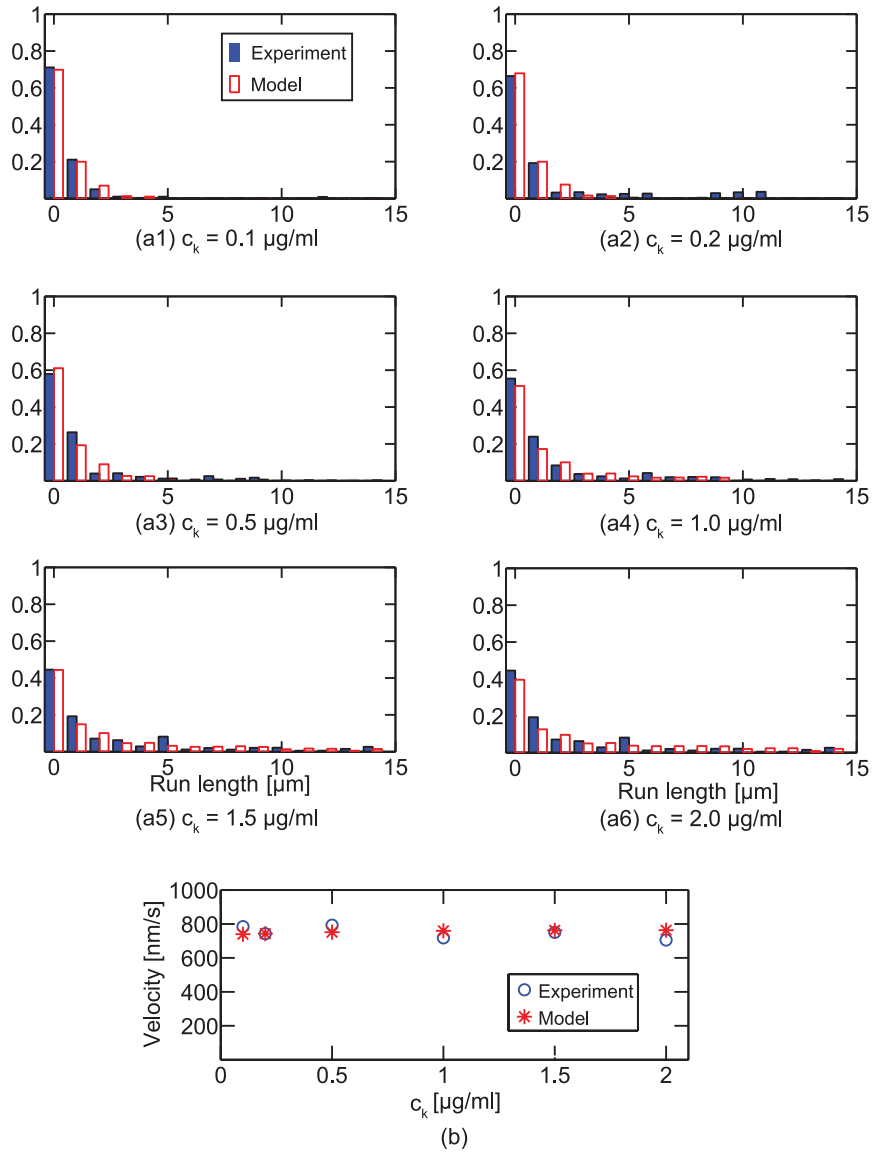 1
0.8
0.6
0.4
0.2
0 5 10 15
Experiment
Model
(a1) c_k = 0.1 µg/ml
1
0.8
0.6
0.4
0.2
0 5 10 15
(a2) c_k = 0.2 µg/ml
1
0.8
0.6
0.4
0.2
0 5 10 15
(a3) c_k = 0.5 µg/ml
1
0.8
0.6
0.4
0.2
0 5 10 15
(a4) c_k = 1.0 µg/ml
1
0.8
0.6
0.4
0.2
0 5 10 15
Run length [µm]
(a5) c_k = 1.5 µg/ml
1
0.8
0.6
0.4
0.2
0 5 10 15
Run length [µm]
(a6) c_k = 2.0 µg/ml
Velocity [nm/s]
1000
800
600
400
200
Experiment
Model
0 0.5 1 1.5 2
c_k [µg/ml]
(b)